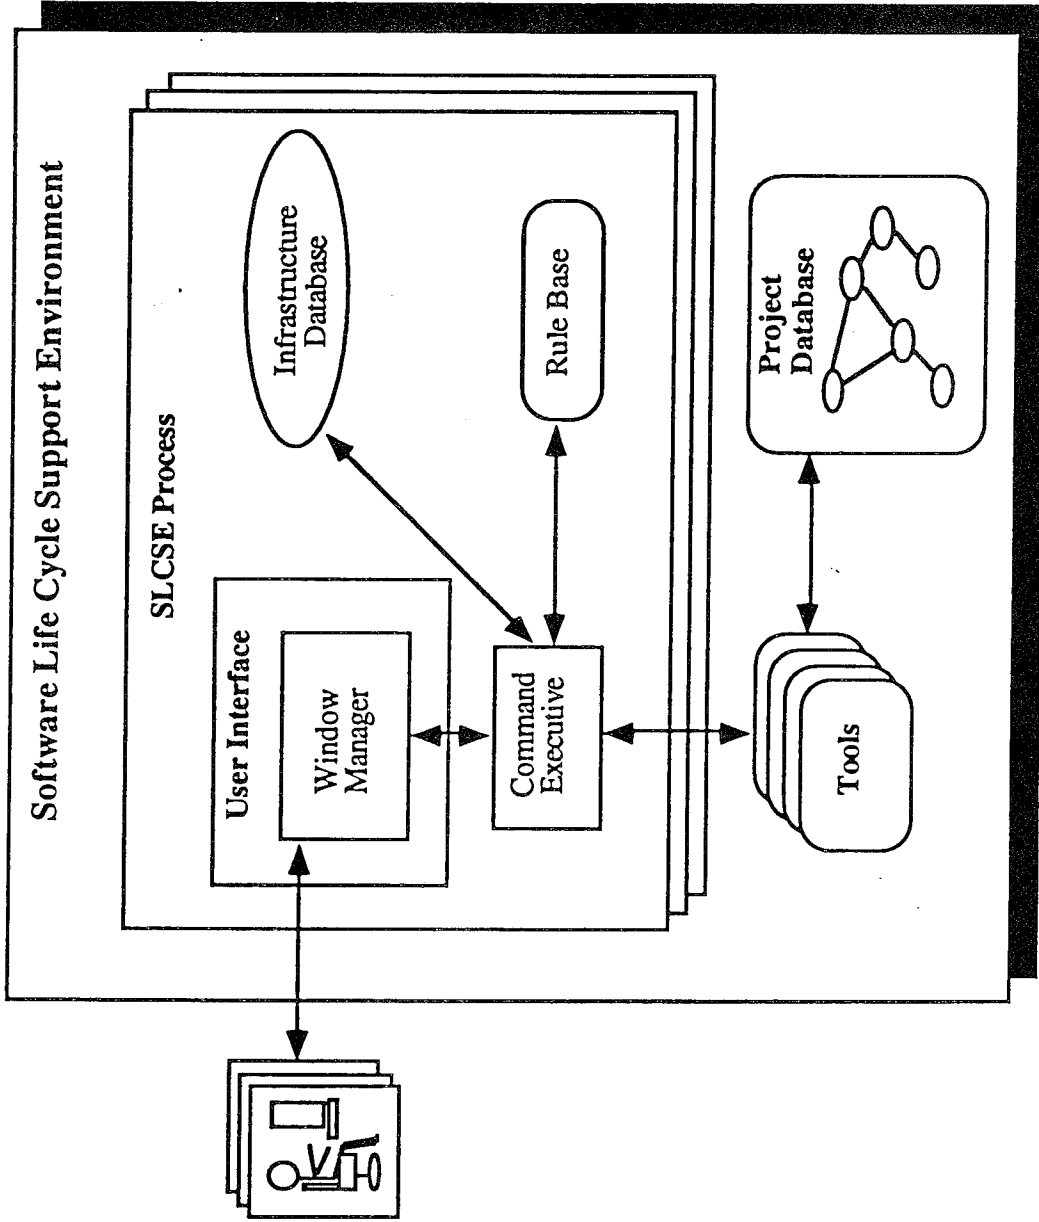 Software Life Cycle Support Environment
SLCSE Process
User Interface
Window
Manager
Infrastructure
Database
Command
Executive
Rule Base
Tools
Project
Database